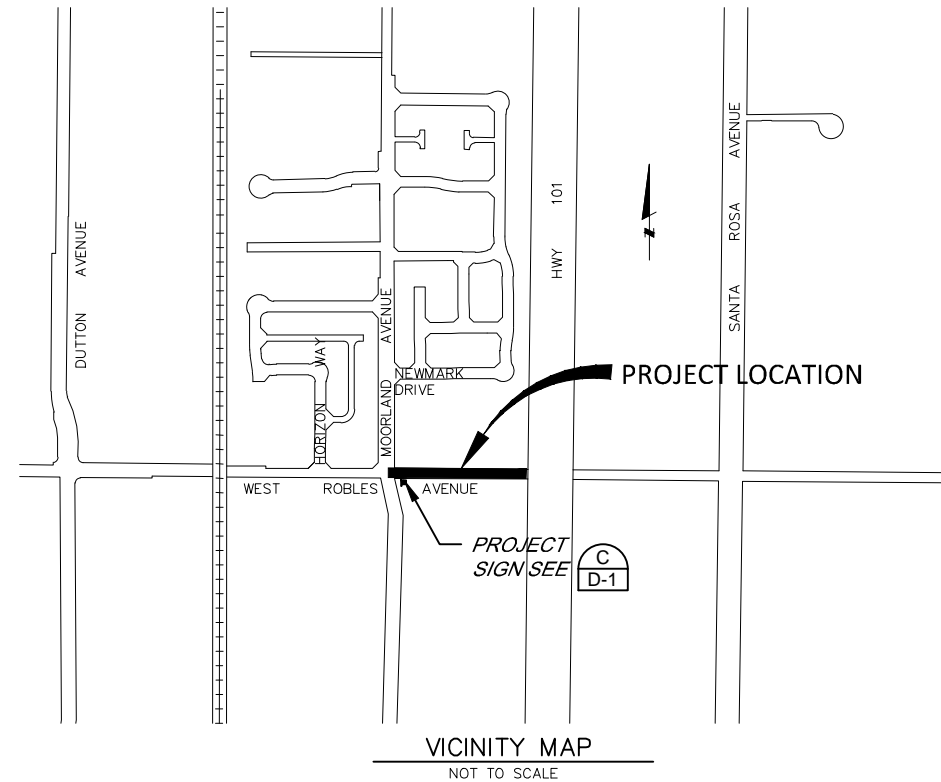 DUTTON AVENUE
HORIZON WAY
MOORLAND AVENUE
NEWMARK
DRIVE
HWY 101
SANTA ROSA AVENUE
N
PROJECT LOCATION
WEST ROBLES AVENUE
PROJECT
SIGN SEE
C
D-1
VICINITY MAP
NOT TO SCALE